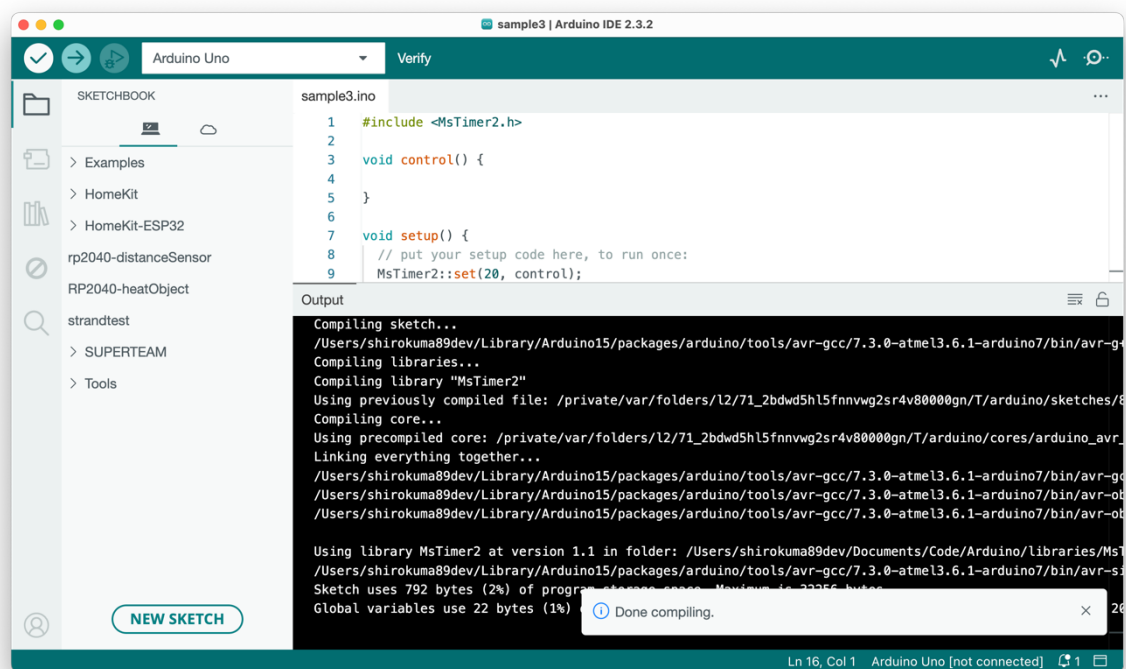 sample3 | Arduino IDE 2.3.2
Arduino Uno
Verify
SKETCHBOOK
Examples
HomeKit
HomeKit-ESP32
rp2040-distanceSensor
RP2040-heatObject
strandtest
SUPERTEAM
Tools
NEW SKETCH
sample3.ino
1 #include <MsTimer2.h>
2
3 void control() {
4
5 }
6
7 void setup() {
8 // put your setup code here, to run once:
9 MsTimer2::set(20, control);
Output
Compiling sketch...
/Users/shirokuma89dev/Library/Arduino15/packages/arduino/tools/avr-gcc/7.3.0-atmel3.6.1-arduino7/bin/avr-g+
Compiling libraries...
Compiling library "MsTimer2"
Using previously compiled file: /private/var/folders/l2/71_2bdwd5hl5fnnvwg2sr4v80000gn/T/arduino/sketches/8
Compiling core...
Using precompiled core: /private/var/folders/l2/71_2bdwd5hl5fnnvwg2sr4v80000gn/T/arduino/cores/arduino_avr_
Linking everything together...
/Users/shirokuma89dev/Library/Arduino15/packages/arduino/tools/avr-gcc/7.3.0-atmel3.6.1-arduino7/bin/avr-gc
/Users/shirokuma89dev/Library/Arduino15/packages/arduino/tools/avr-gcc/7.3.0-atmel3.6.1-arduino7/bin/avr-ob
/Users/shirokuma89dev/Library/Arduino15/packages/arduino/tools/avr-gcc/7.3.0-atmel3.6.1-arduino7/bin/avr-ob
Using library MsTimer2 at version 1.1 in folder: /Users/shirokuma89dev/Documents/Code/Arduino/libraries/MsT
/Users/shirokuma89dev/Library/Arduino15/packages/arduino/tools/avr-gcc/7.3.0-atmel3.6.1-arduino7/bin/avr-si
Sketch uses 792 bytes (2%) of program storage space. Maximum is 32256 bytes.
Global variables use 22 bytes (1%)
Done compiling.
20
Ln 16, Col 1 Arduino Uno [not connected] 1